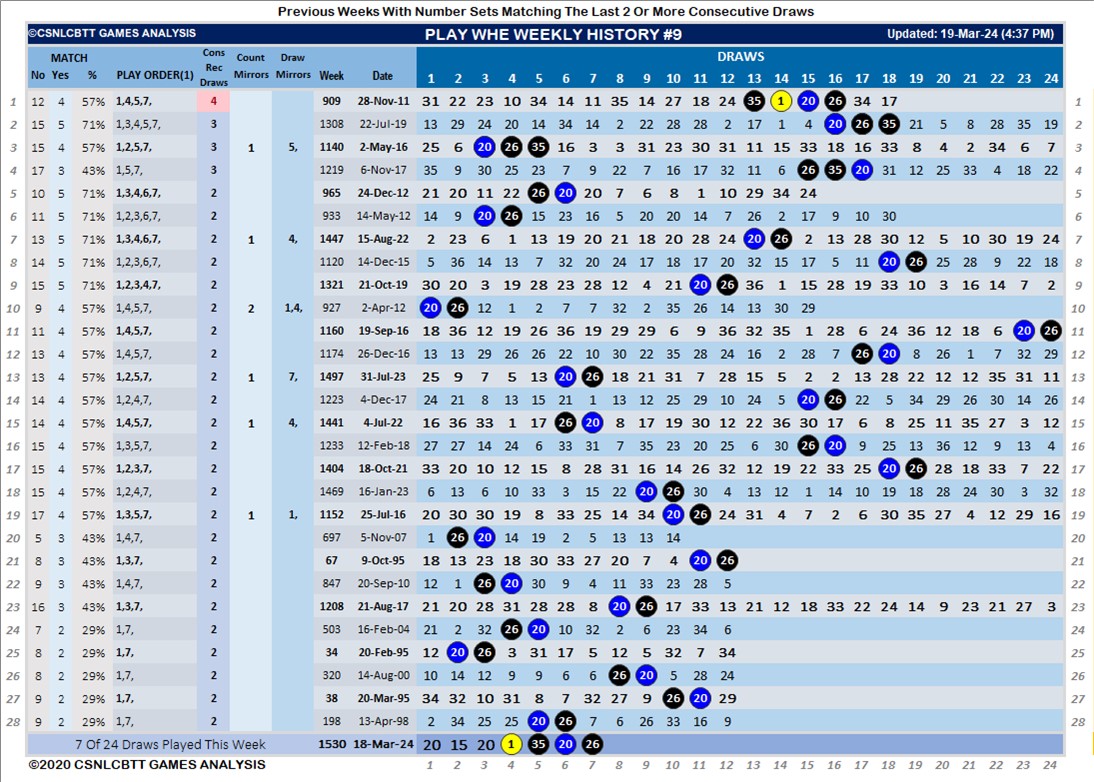 Previous Weeks With Number Sets Matching The Last 2 Or More Consecutive Draws
©CSNLCBTT GAMES ANALYSIS PLAY WHE WEEKLY HISTORY #9 Updated: 19-Mar-24 (4:37 PM)
MATCH Cons Rec Draws Count Mirrors Draw Mirrors DRAWS
No Yes % PLAY ORDER(1) Week Date 1 2 3 4 5 6 7 8 9 10 11 12 13 14 15 16 17 18 19 20 21 22 23 24
1 12 4 57% 1,4,5,7, 4 909 28-Nov-11 31 22 23 10 34 14 11 35 14 27 18 24 35 1 20 26 34 17 1
2 15 5 71% 1,3,4,5,7, 3 1308 22-Jul-19 13 29 24 20 14 34 14 2 22 28 28 2 17 1 4 20 26 35 21 5 8 28 35 19 2
3 15 4 57% 1,2,5,7, 3 1 5, 1140 2-May-16 25 6 20 26 35 16 3 3 31 23 30 31 11 15 33 18 16 33 8 4 2 34 6 7 3
4 17 3 43% 1,5,7, 3 1219 6-Nov-17 35 9 30 25 23 7 9 22 7 16 17 32 11 6 26 35 20 31 12 25 33 4 18 22 4
5 10 5 71% 1,3,4,6,7, 2 965 24-Dec-12 21 20 11 22 26 20 20 7 6 8 1 10 29 34 24 5
6 11 5 71% 1,2,3,6,7, 2 933 14-May-12 14 9 20 26 15 23 16 5 20 20 14 7 26 2 17 9 10 30 6
7 13 5 71% 1,3,4,6,7, 2 1 4, 1447 15-Aug-22 2 23 6 1 13 19 20 21 18 20 28 24 20 26 2 13 28 30 12 5 10 30 19 24 7
8 14 5 71% 1,2,3,6,7, 2 1120 14-Dec-15 5 36 14 13 7 32 20 24 17 18 17 20 32 15 17 5 11 20 26 25 28 9 22 18 8
9 15 5 71% 1,2,3,4,7, 2 1321 21-Oct-19 30 20 3 19 28 23 28 12 4 21 20 26 36 1 15 28 19 33 10 3 16 14 7 2 9
10 9 4 57% 1,4,5,7, 2 2 1,4, 927 2-Apr-12 20 26 12 1 2 7 7 32 2 35 26 14 13 30 29 10
11 11 4 57% 1,4,5,7, 2 1160 19-Sep-16 18 36 12 19 26 36 19 29 29 6 9 36 32 35 1 28 6 24 36 12 18 6 20 26 11
12 13 4 57% 1,4,5,7, 2 1174 26-Dec-16 13 13 29 26 26 22 10 30 22 35 28 24 16 2 28 7 26 20 8 26 1 7 32 29 12
13 13 4 57% 1,2,5,7, 2 1 7, 1497 31-Jul-23 25 9 7 5 13 20 26 18 21 31 7 28 15 5 2 2 13 28 22 12 12 35 31 11 13
14 14 4 57% 1,2,4,7, 2 1223 4-Dec-17 24 21 8 13 15 21 1 13 12 25 29 10 24 5 20 26 22 5 34 29 26 30 14 26 14
15 14 4 57% 1,4,5,7, 2 1 4, 1441 4-Jul-22 16 36 33 1 17 26 20 8 17 19 30 12 22 36 30 17 6 8 25 11 35 27 3 12 15
16 15 4 57% 1,3,5,7, 2 1233 12-Feb-18 27 27 14 24 6 33 31 7 35 23 20 25 6 30 26 20 9 25 13 36 12 9 13 4 16
17 15 4 57% 1,2,3,7, 2 1404 18-Oct-21 33 20 10 12 15 8 28 31 16 14 26 32 12 19 22 33 25 20 26 28 18 33 7 22 17
18 15 4 57% 1,2,4,7, 2 1469 16-Jan-23 6 13 6 10 33 3 15 22 20 26 30 4 13 12 1 14 10 19 18 28 24 30 3 32 18
19 17 4 57% 1,3,5,7, 2 1 1, 1152 25-Jul-16 20 30 30 19 8 33 25 14 34 20 26 24 31 4 7 2 6 30 35 27 4 12 29 16 19
20 5 3 43% 1,4,7, 2 697 5-Nov-07 1 26 20 14 19 2 5 13 13 14 20
21 8 3 43% 1,3,7, 2 67 9-Oct-95 18 13 23 18 30 33 27 20 7 4 20 26 21
22 9 3 43% 1,4,7, 2 847 20-Sep-10 12 1 26 20 30 9 4 11 33 23 28 5 22
23 16 3 43% 1,3,7, 2 1208 21-Aug-17 21 20 28 31 28 28 8 20 26 17 33 13 21 12 18 33 22 24 14 9 23 21 27 3 23
24 7 2 29% 1,7, 2 503 16-Feb-04 21 2 32 26 20 10 32 2 6 23 34 6 24
25 8 2 29% 1,7, 2 34 20-Feb-95 12 20 26 3 31 17 5 12 5 32 7 34 25
26 8 2 29% 1,7, 2 320 14-Aug-00 10 14 12 9 9 6 6 26 20 5 28 24 26
27 9 2 29% 1,7, 2 38 20-Mar-95 34 32 10 31 8 7 32 27 9 26 20 29 27
28 9 2 29% 1,7, 2 198 13-Apr-98 2 34 25 25 20 26 7 6 26 33 16 9 28
7 Of 24 Draws Played This Week 1530 18-Mar-24 20 15 20 1 35 20 26
©2020 CSNLCBTT GAMES ANALYSIS 1 2 3 4 5 6 7 8 9 10 11 12 13 14 15 16 17 18 19 20 21 22 23 24